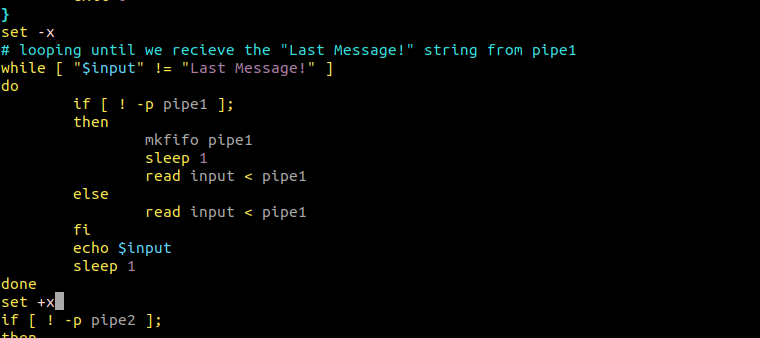 }
set -x
# looping until we recieve the "Last Message!" string from pipe1
while [ "$input" != "Last Message!" ]
do
        if [ ! -p pipe1 ];
        then
                mkfifo pipe1
                sleep 1
                read input < pipe1
        else
                read input < pipe1
        fi
        echo $input
        sleep 1
done
set +x
if [ ! -p pipe2 ];
then